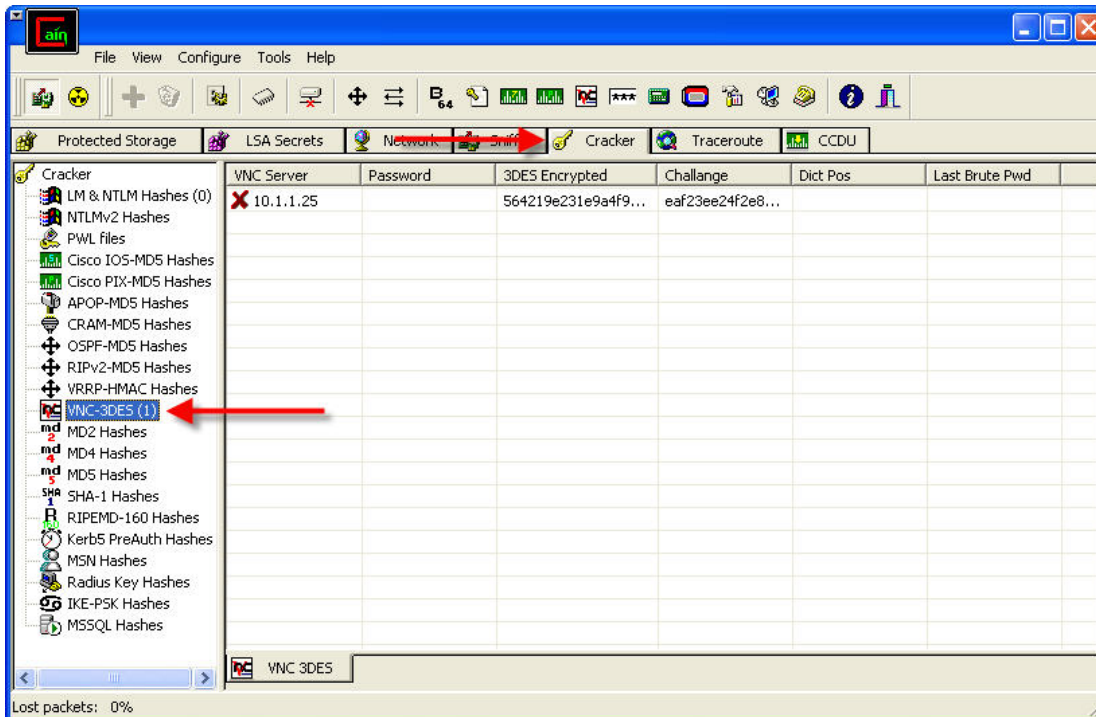 Cain
File View Configure Tools Help
B64
Protected Storage LSA Secrets Network Sniff Cracker Traceroute CCDU
Cracker
LM & NTLM Hashes (0)
NTLMv2 Hashes
PWL files
Cisco IOS-MD5 Hashes
Cisco PIX-MD5 Hashes
APOP-MD5 Hashes
CRAM-MD5 Hashes
OSPF-MD5 Hashes
RIPv2-MD5 Hashes
VRRP-HMAC Hashes
VNC-3DES (1)
MD2 Hashes
MD4 Hashes
MD5 Hashes
SHA-1 Hashes
RIPEMD-160 Hashes
Kerb5 PreAuth Hashes
MSN Hashes
Radius Key Hashes
IKE-PSK Hashes
MSSQL Hashes
VNC Server Password 3DES Encrypted Challange Dict Pos Last Brute Pwd
10.1.1.25 564219e231e9a4f9... eaf23ee24f2e8...
VNC 3DES
Lost packets: 0%